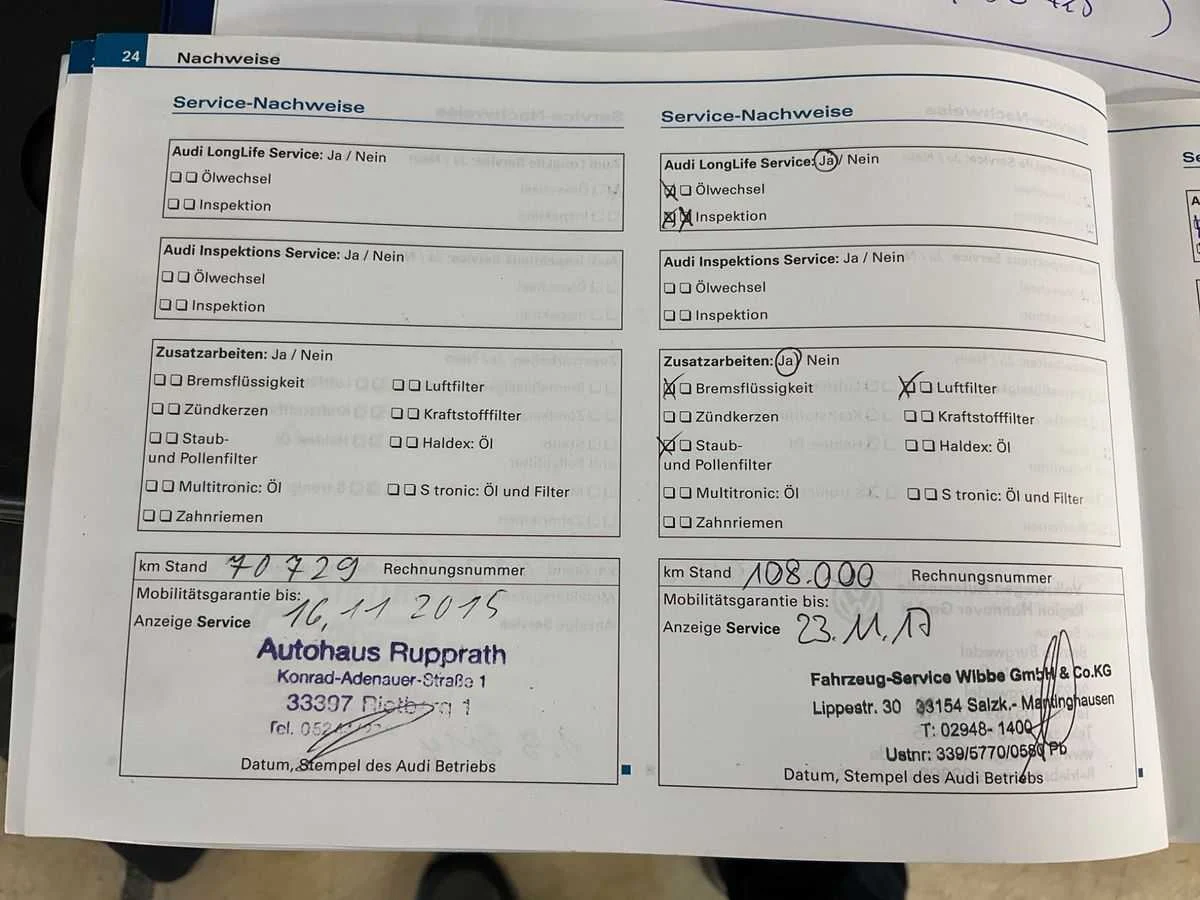 24 Nachweise
Service-Nachweise
Audi LongLife Service: Ja / Nein
Ölwechsel
Inspektion
Audi Inspektions Service: Ja / Nein
Ölwechsel
Inspektion
Zusatzarbeiten: Ja / Nein
Bremsflüssigkeit Luftfilter
Zündkerzen Kraftstofffilter
Staub- Haldex: Öl
und Pollenfilter
Multitronic: Öl S tronic: Öl und Filter
Zahnriemen
km Stand 70729 Rechnungsnummer
Mobilitätsgarantie bis:
16.11 2015
Anzeige Service
Autohaus Rupprath
Konrad-Adenauer-Straße 1
33397 Rietberg 1
Tel.
Datum, Stempel des Audi Betriebs
Service-Nachweise
Audi LongLife Service: Ja / Nein
Ölwechsel
Inspektion
Audi Inspektions Service: Ja / Nein
Ölwechsel
Inspektion
Zusatzarbeiten: Ja / Nein
Bremsflüssigkeit Luftfilter
Zündkerzen Kraftstofffilter
Staub- Haldex: Öl
und Pollenfilter
Multitronic: Öl S tronic: Öl und Filter
Zahnriemen
km Stand 108.000 Rechnungsnummer
Mobilitätsgarantie bis:
Anzeige Service 23.11.17
Fahrzeug-Service Wibbe GmbH & Co.KG
Lippestr. 30 33154 Salzk.- Mantinghausen
T: 02948- 1400
Ustnr: 339/5770/0580 Pb
Datum, Stempel des Audi Betriebs